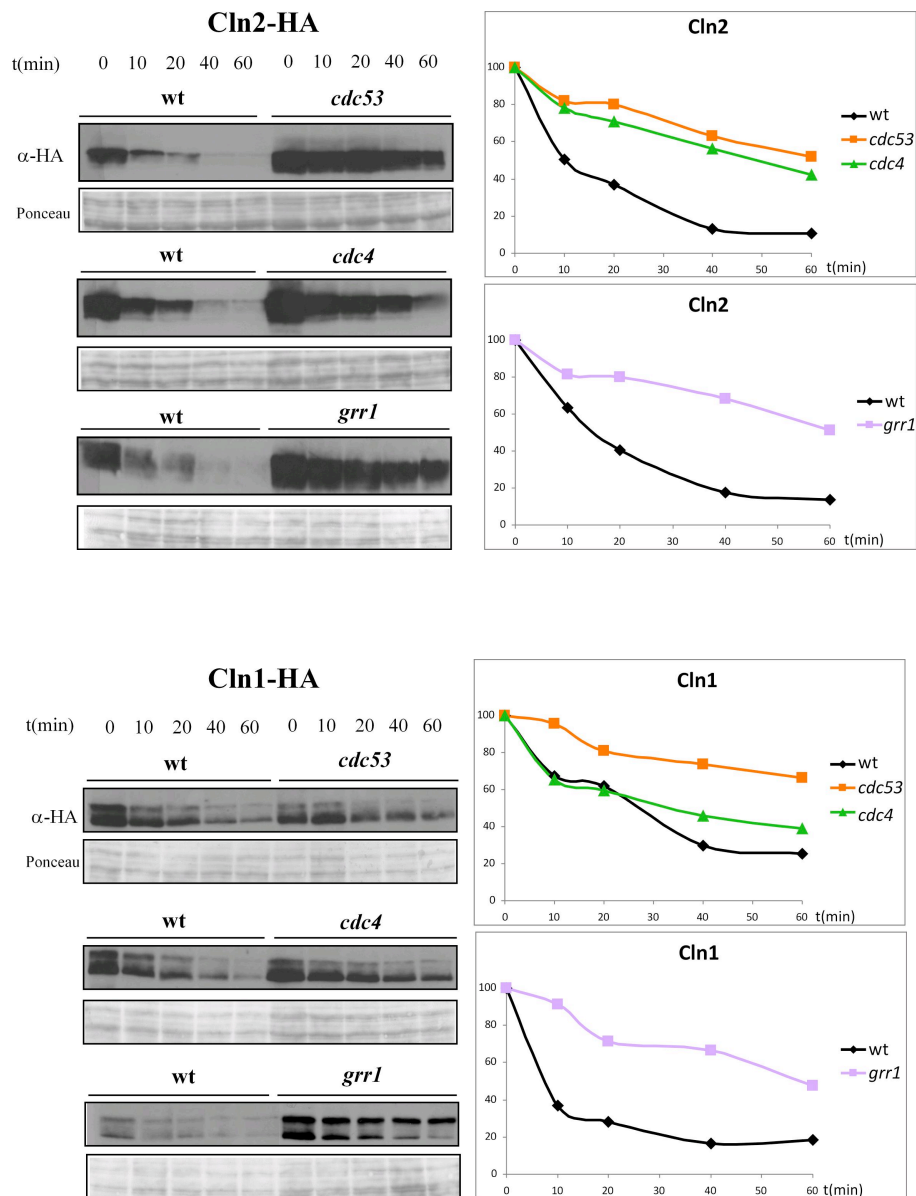 Cln2-HA
t(min) 0 10 20 40 60 0 10 20 40 60
wt cdc53
α-HA
Ponceau
wt cdc4
wt grr1
Cln2
100
80
60
40
20
0
0 10 20 30 40 50 60
t(min)
wt
cdc53
cdc4
Cln2
100
80
60
40
20
0
0 10 20 30 40 50 60
t(min)
wt
grr1
Cln1-HA
t(min) 0 10 20 40 60 0 10 20 40 60
wt cdc53
α-HA
Ponceau
wt cdc4
wt grr1
Cln1
100
80
60
40
20
0
0 10 20 30 40 50 60
t(min)
wt
cdc53
cdc4
Cln1
100
80
60
40
20
0
0 10 20 30 40 50 60
t(min)
wt
grr1